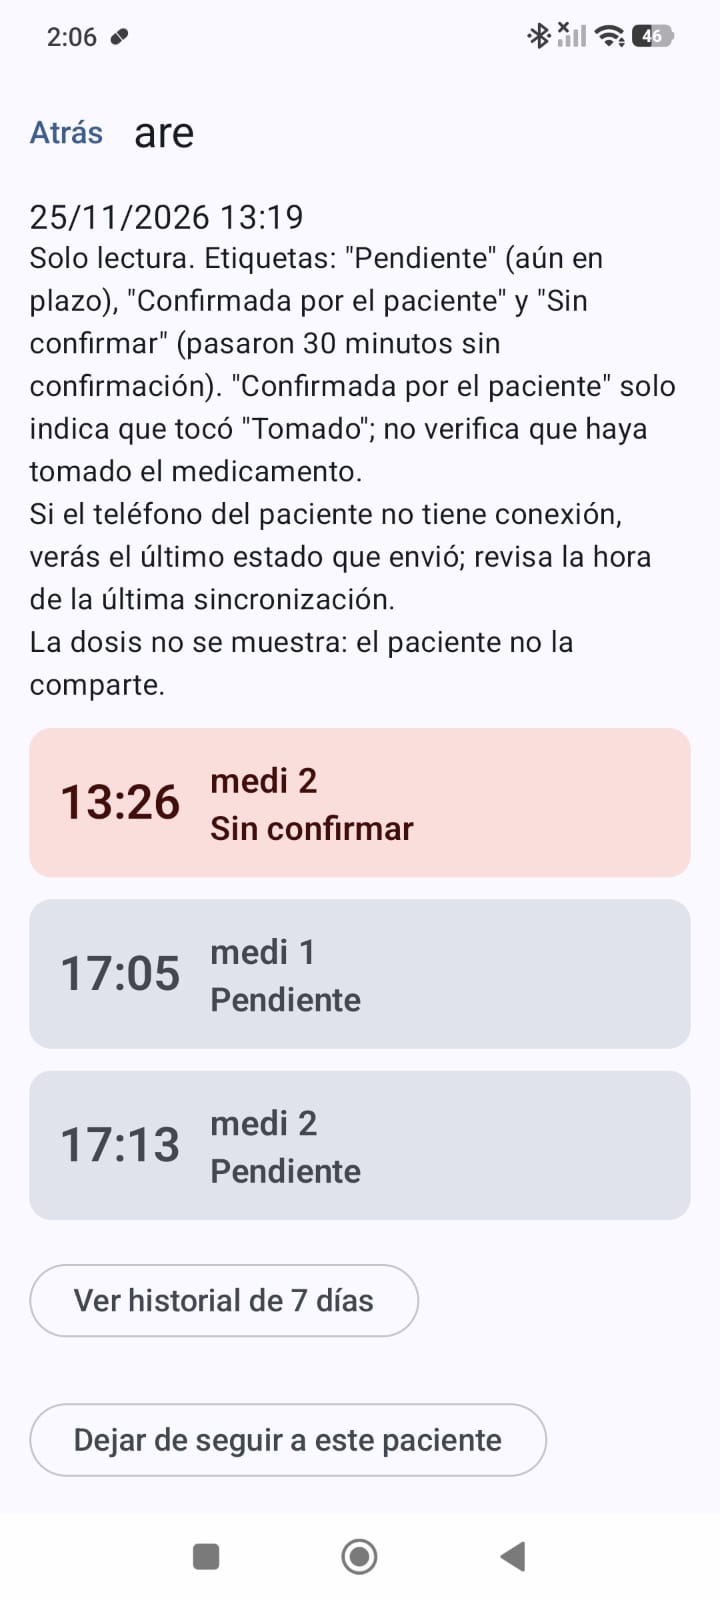 2:06
46
Atrás are
25/11/2026 13:19
Solo lectura. Etiquetas: "Pendiente" (aún en
plazo), "Confirmada por el paciente" y "Sin
confirmar" (pasaron 30 minutos sin
confirmación). "Confirmada por el paciente" solo
indica que tocó "Tomado"; no verifica que haya
tomado el medicamento.
Si el teléfono del paciente no tiene conexión,
verás el último estado que envió; revisa la hora
de la última sincronización.
La dosis no se muestra: el paciente no la
comparte.
13:26
medi 2
Sin confirmar
17:05
medi 1
Pendiente
17:13
medi 2
Pendiente
Ver historial de 7 días
Dejar de seguir a este paciente